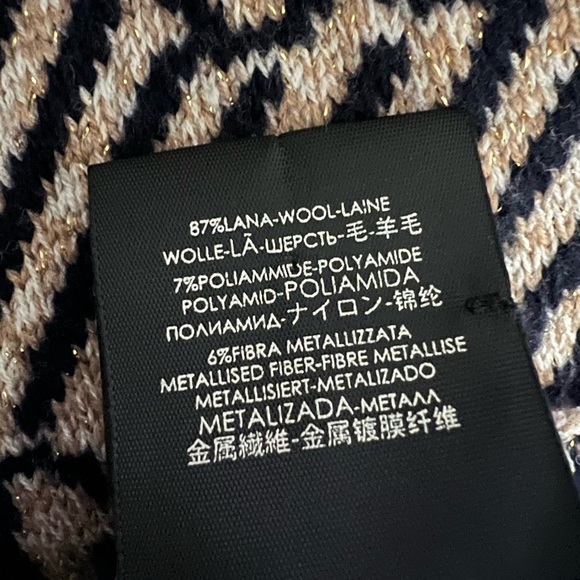 87%LANA-WOOL-LAINE
WOLLE-LÃ-ШЕРСТЬ-毛-羊毛
7%POLIAMMIDE-POLYAMIDE
POLYAMID-POLIAMIDA
ПОЛИАМИД-ナイロン-锦纶
6%FIBRA METALLIZZATA
METALLISED FIBER-FIBRE METALLISE
METALLISIERT-METALIZADO
METALIZADA-МЕТАЛЛ
金属繊維-金属镀膜纤维